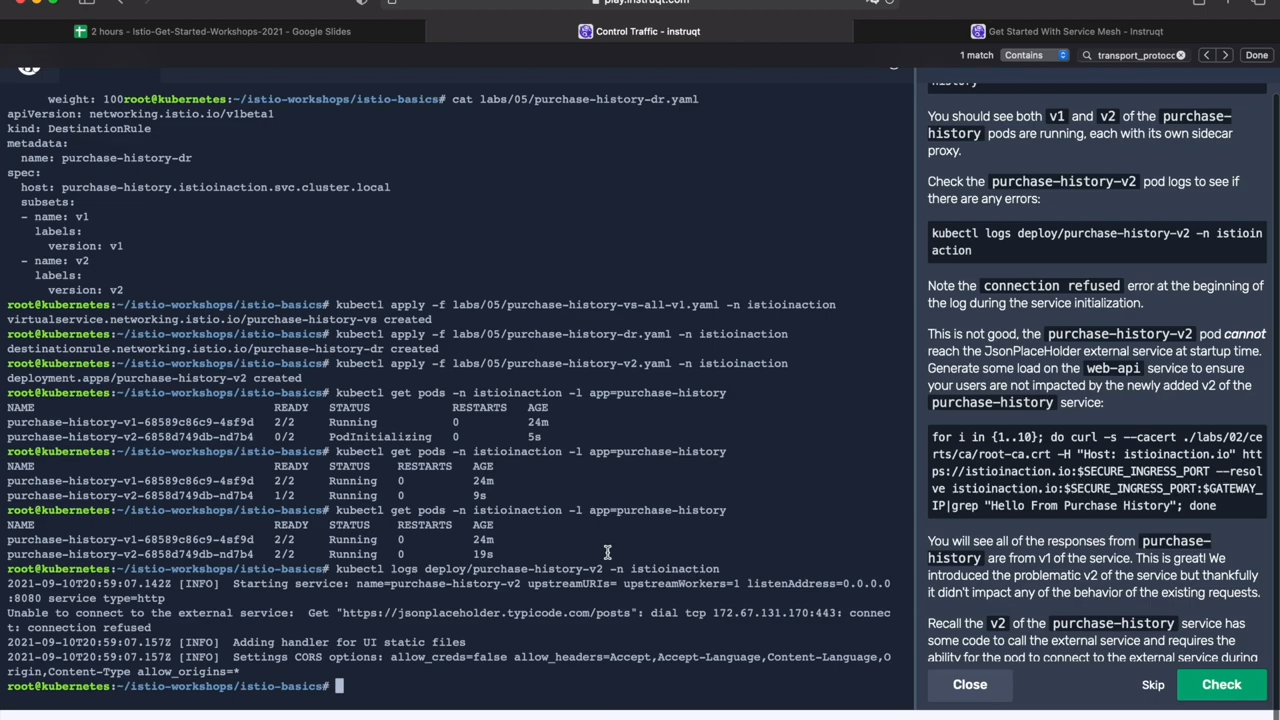 play.instruqt.com
2 hours - Istio-Get-Started-Workshops-2021 - Google Slides
Control Traffic - instruqt
Get Started With Service Mesh - Instruqt
1 match
Contains
transport_protocc
Done
weight: 100root@kubernetes:~/istio-workshops/istio-basics# cat labs/05/purchase-history-dr.yaml
apiVersion: networking.istio.io/v1beta1
kind: DestinationRule
metadata:
name: purchase-history-dr
spec:
host: purchase-history.istioinaction.svc.cluster.local
subsets:
- name: v1
labels:
version: v1
- name: v2
labels:
version: v2
root@kubernetes:~/istio-workshops/istio-basics# kubectl apply -f labs/05/purchase-history-vs-all-v1.yaml -n istioinaction
virtualservice.networking.istio.io/purchase-history-vs created
root@kubernetes:~/istio-workshops/istio-basics# kubectl apply -f labs/05/purchase-history-dr.yaml -n istioinaction
destinationrule.networking.istio.io/purchase-history-dr created
root@kubernetes:~/istio-workshops/istio-basics# kubectl apply -f labs/05/purchase-history-v2.yaml -n istioinaction
deployment.apps/purchase-history-v2 created
root@kubernetes:~/istio-workshops/istio-basics# kubectl get pods -n istioinaction -l app=purchase-history
NAME READY STATUS RESTARTS AGE
purchase-history-v1-68589c86c9-4sf9d 2/2 Running 0 24m
purchase-history-v2-6858d749db-nd7b4 0/2 PodInitializing 0 5s
root@kubernetes:~/istio-workshops/istio-basics# kubectl get pods -n istioinaction -l app=purchase-history
NAME READY STATUS RESTARTS AGE
purchase-history-v1-68589c86c9-4sf9d 2/2 Running 0 24m
purchase-history-v2-6858d749db-nd7b4 1/2 Running 0 9s
root@kubernetes:~/istio-workshops/istio-basics# kubectl get pods -n istioinaction -l app=purchase-history
NAME READY STATUS RESTARTS AGE
purchase-history-v1-68589c86c9-4sf9d 2/2 Running 0 24m
purchase-history-v2-6858d749db-nd7b4 2/2 Running 0 19s
root@kubernetes:~/istio-workshops/istio-basics# kubectl logs deploy/purchase-history-v2 -n istioinaction
2021-09-10T20:59:07.142Z [INFO]  Starting service: name=purchase-history-v2 upstreamURIs= upstreamWorkers=1 listenAddress=0.0.0.0
:8080 service type=http
Unable to connect to the external service:  Get "https://jsonplaceholder.typicode.com/posts": dial tcp 172.67.131.170:443: connec
t: connection refused
2021-09-10T20:59:07.157Z [INFO]  Adding handler for UI static files
2021-09-10T20:59:07.157Z [INFO]  Settings CORS options: allow_creds=false allow_headers=Accept,Accept-Language,Content-Language,O
rigin,Content-Type allow_origins=*
root@kubernetes:~/istio-workshops/istio-basics#
history
You should see both v1 and v2 of the purchase-
history pods are running, each with its own sidecar
proxy.
Check the purchase-history-v2 pod logs to see if
there are any errors:
kubectl logs deploy/purchase-history-v2 -n istioin
action
Note the connection refused error at the beginning of
the log during the service initialization.
This is not good, the purchase-history-v2 pod cannot
reach the JsonPlaceHolder external service at startup time.
Generate some load on the web-api service to ensure
your users are not impacted by the newly added v2 of the
purchase-history service:
for i in {1..10}; do curl -s --cacert ./labs/02/ce
rts/ca/root-ca.crt -H "Host: istioinaction.io" htt
ps://istioinaction.io:$SECURE_INGRESS_PORT --resol
ve istioinaction.io:$SECURE_INGRESS_PORT:$GATEWAY_
IP|grep "Hello From Purchase History"; done
You will see all of the responses from purchase-
history are from v1 of the service. This is great! We
introduced the problematic v2 of the service but thankfully
it didn't impact any of the behavior of the existing requests.
Recall the v2 of the purchase-history service has
some code to call the external service and requires the
ability for the pod to connect to the external service during
Close
Skip
Check